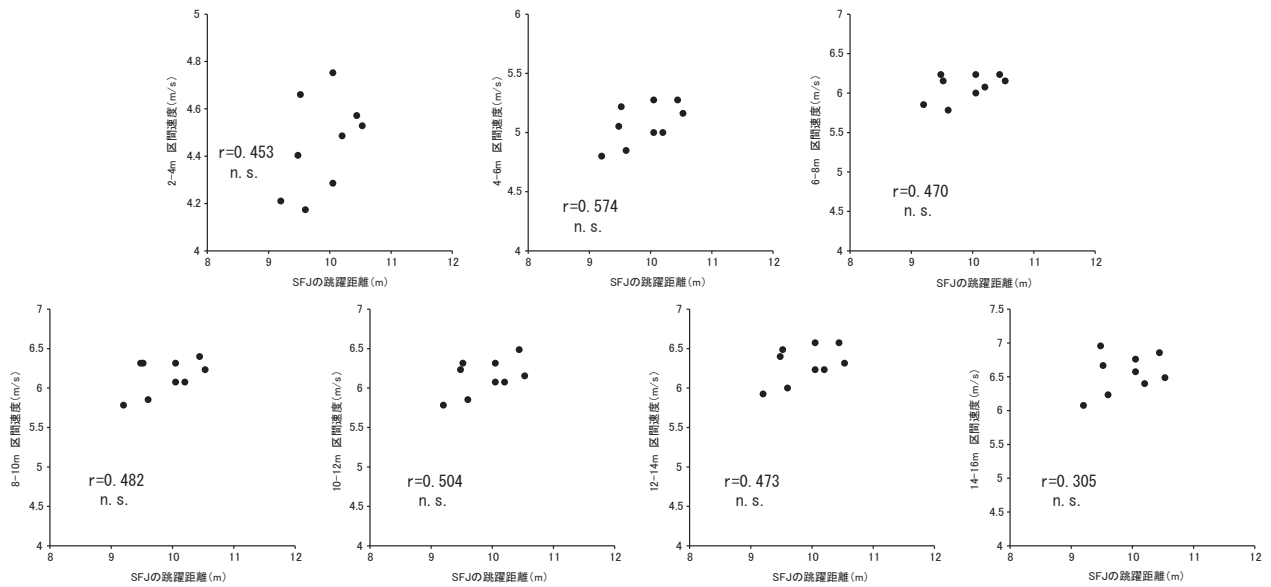 5
4.8
4.6
4.4
4.2
4
2-4m 区間速度(m/s)
r=0.453
n.s.
8 9 10 11 12
SFJの跳躍距離(m)
6
5.5
5
4.5
4
4-6m 区間速度(m/s)
r=0.574
n.s.
8 9 10 11 12
SFJの跳躍距離(m)
7
6.5
6
5.5
5
4.5
4
6-8m 区間速度(m/s)
r=0.470
n.s.
8 9 10 11 12
SFJの跳躍距離(m)
7
6.5
6
5.5
5
4.5
4
8-10m 区間速度(m/s)
r=0.482
n.s.
8 9 10 11 12
SFJの跳躍距離(m)
7
6.5
6
5.5
5
4.5
4
10-12m 区間速度(m/s)
r=0.504
n.s.
8 9 10 11 12
SFJの跳躍距離(m)
7
6.5
6
5.5
5
4.5
4
12-14m 区間速度(m/s)
r=0.473
n.s.
8 9 10 11 12
SFJの跳躍距離(m)
7.5
7
6.5
6
5.5
5
4.5
4
14-16m 区間速度(m/s)
r=0.305
n.s.
8 9 10 11 12
SFJの跳躍距離(m)